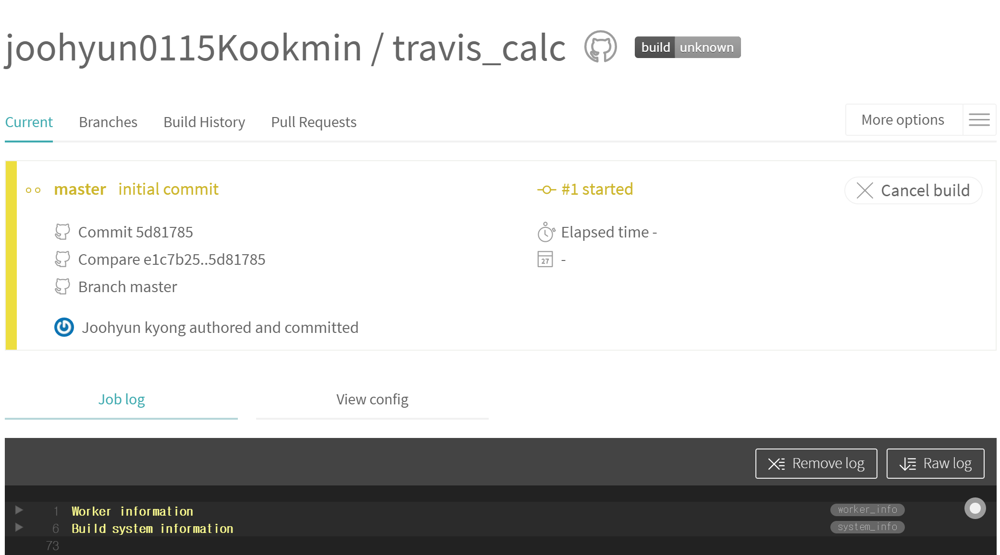 joohyun0115Kookmin / travis_calc build unknown
Current Branches Build History Pull Requests More options
master initial commit #1 started Cancel build
Commit 5d81785 Elapsed time -
Compare e1c7b25..5d81785 27 -
Branch master
Joohyun kyong authored and committed
Job log View config
Remove log Raw log
1 Worker information worker_info
6 Build system information system_info
73